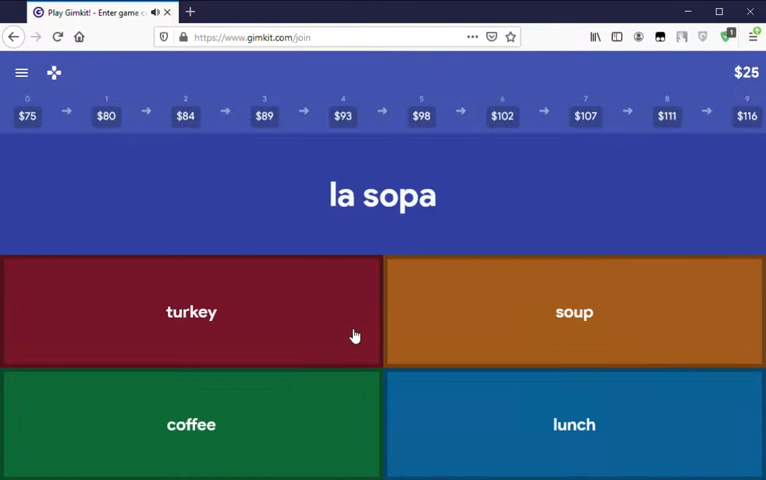 Play Gimkit! - Enter game c
https://www.gimkit.com/join
1
$25
0 1 2 3 4 5 6 7 8 9
$75 → $80 → $84 → $89 → $93 → $98 → $102 → $107 → $111 → $116
la sopa
turkey
soup
coffee
lunch